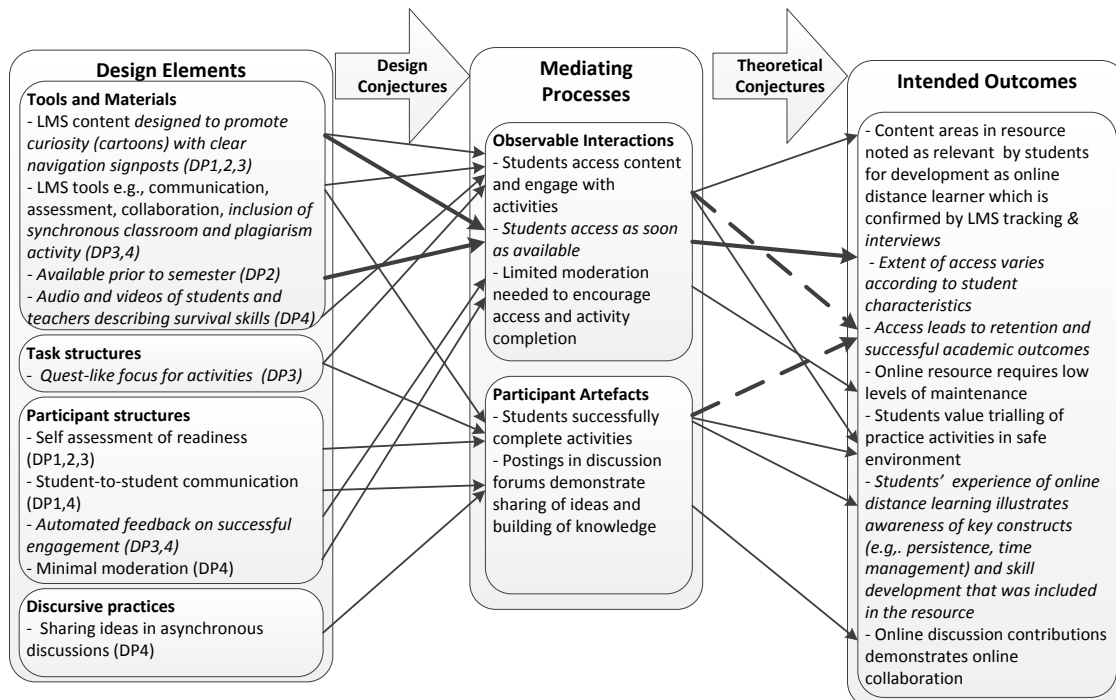 Design Elements
Tools and Materials
- LMS content designed to promote
curiosity (cartoons) with clear
navigation signposts (DP1,2,3)
- LMS tools e.g., communication,
assessment, collaboration, inclusion of
synchronous classroom and plagiarism
activity (DP3,4)
- Available prior to semester (DP2)
- Audio and videos of students and
teachers describing survival skills (DP4)
Task structures
- Quest-like focus for activities (DP3)
Participant structures
- Self assessment of readiness
(DP1,2,3)
- Student-to-student communication
(DP1,4)
- Automated feedback on successful
engagement (DP3,4)
- Minimal moderation (DP4)
Discursive practices
- Sharing ideas in asynchronous
discussions (DP4)
Design
Conjectures
Mediating
Processes
Observable Interactions
- Students access content
and engage with
activities
- Students access as soon
as available
- Limited moderation
needed to encourage
access and activity
completion
Participant Artefacts
- Students successfully
complete activities
- Postings in discussion
forums demonstrate
sharing of ideas and
building of knowledge
Theoretical
Conjectures
Intended Outcomes
- Content areas in resource
noted as relevant by students
for development as online
distance learner which is
confirmed by LMS tracking &
interviews
- Extent of access varies
according to student
characteristics
- Access leads to retention and
successful academic outcomes
- Online resource requires low
levels of maintenance
- Students value trialling of
practice activities in safe
environment
- Students' experience of online
distance learning illustrates
awareness of key constructs
(e.g,. persistence, time
management) and skill
development that was included
in the resource
- Online discussion contributions
demonstrates online
collaboration